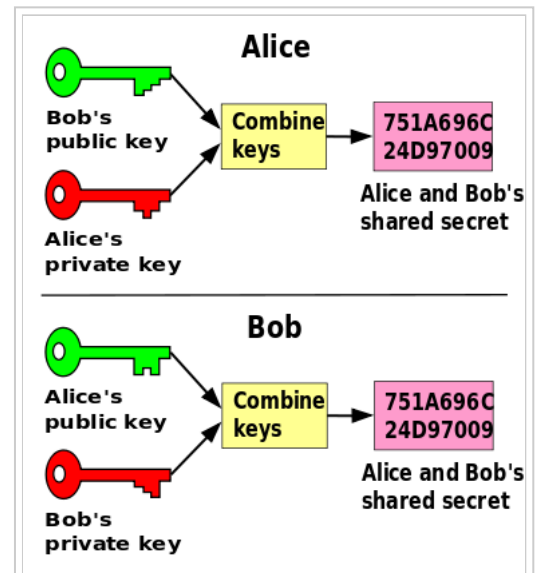 Alice
Bob's
public key
Combine
keys
751A696C
24D97009
Alice and Bob's
shared secret
Alice's
private key
Bob
Alice's
public key
Combine
keys
751A696C
24D97009
Alice and Bob's
shared secret
Bob's
private key